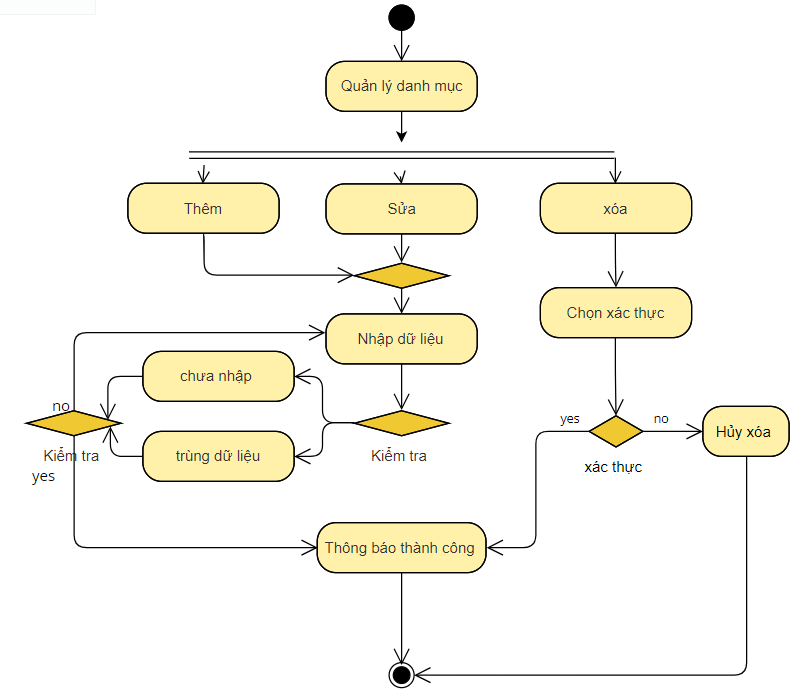 Quản lý danh mục
Thêm
Sửa
xóa
Chọn xác thực
Nhập dữ liệu
chưa nhập
no
Kiểm tra
yes
trùng dữ liệu
Kiểm tra
yes
no
xác thực
Hủy xóa
Thông báo thành công